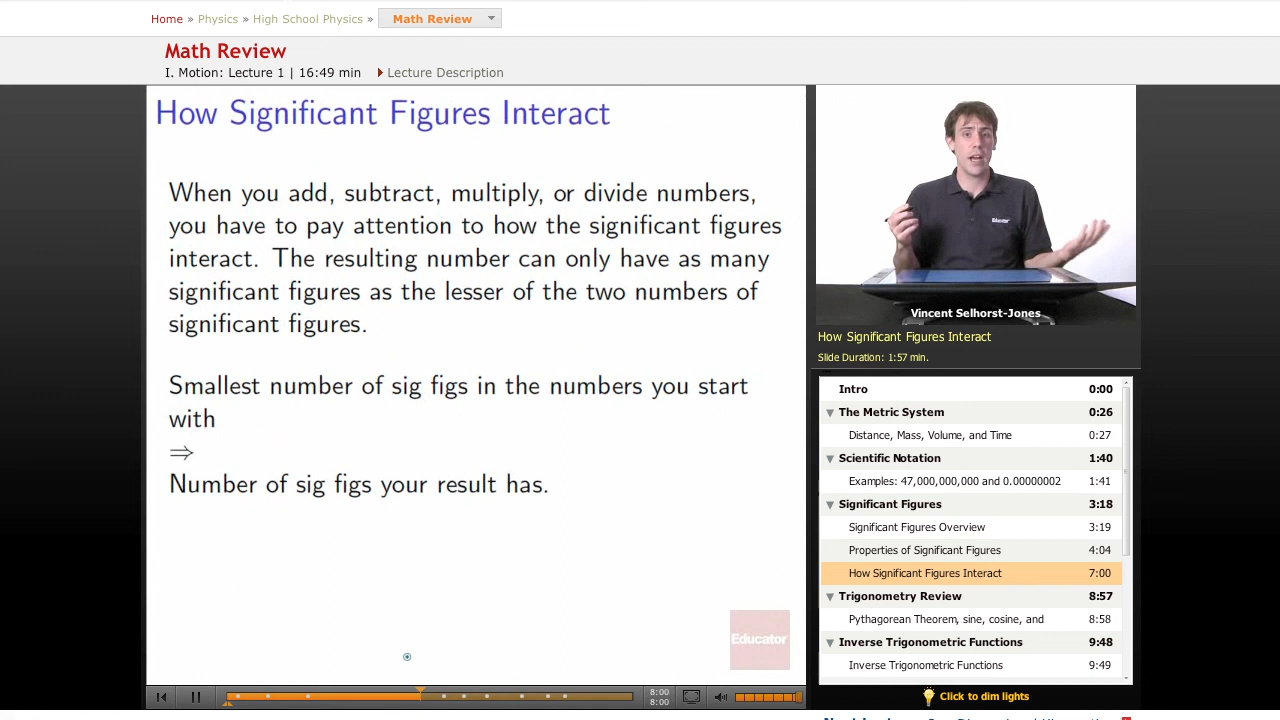 Home » Physics » High School Physics » Math Review
Math Review
I. Motion: Lecture 1 | 16:49 min Lecture Description
How Significant Figures Interact
When you add, subtract, multiply, or divide numbers,
you have to pay attention to how the significant figures
interact. The resulting number can only have as many
significant figures as the lesser of the two numbers of
significant figures.
Smallest number of sig figs in the numbers you start
with
⇒
Number of sig figs your result has.
Educator
8:00
8:00
Educator
Vincent Selhorst-Jones
How Significant Figures Interact
Slide Duration: 1:57 min.
Intro 0:00
The Metric System 0:26
Distance, Mass, Volume, and Time 0:27
Scientific Notation 1:40
Examples: 47,000,000,000 and 0.00000002 1:41
Significant Figures 3:18
Significant Figures Overview 3:19
Properties of Significant Figures 4:04
How Significant Figures Interact 7:00
Trigonometry Review 8:57
Pythagorean Theorem, sine, cosine, and 8:58
Inverse Trigonometric Functions 9:48
Inverse Trigonometric Functions 9:49
Click to dim lights